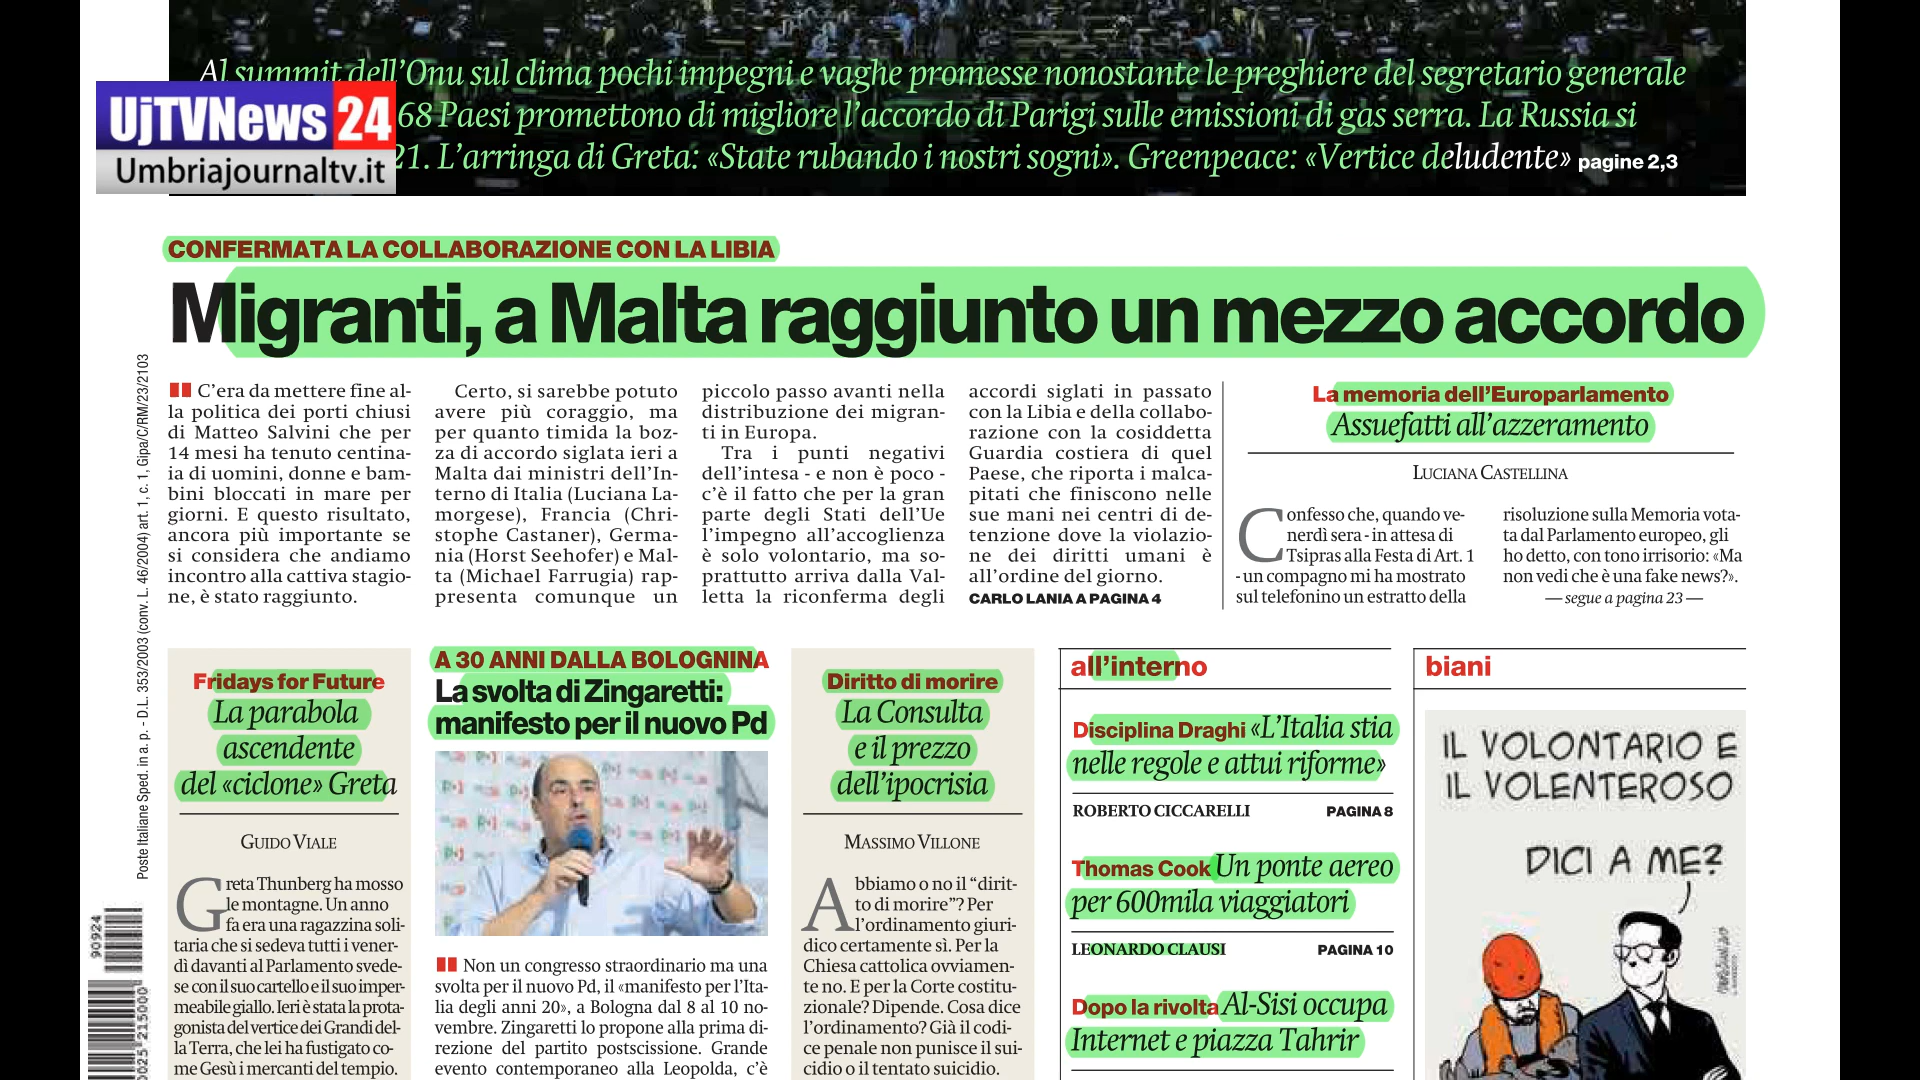 Al summit dell'Onu sul clima pochi impegni e vaghe promesse nonostante le preghiere del segretario generale
68 Paesi promettono di migliore l'accordo di Parigi sulle emissioni di gas serra. La Russia si
21. L'arringa di Greta: «State rubando i nostri sogni». Greenpeace: «Vertice deludente» pagine 2,3
UjTVNews 24
Umbriajournaltv.it
CONFERMATA LA COLLABORAZIONE CON LA LIBIA
Migranti, a Malta raggiunto un mezzo accordo
C'era da mettere fine al-
la politica dei porti chiusi
di Matteo Salvini che per
14 mesi ha tenuto centina-
ia di uomini, donne e bam-
bini bloccati in mare per
giorni. E questo risultato,
ancora più importante se
si considera che andiamo
incontro alla cattiva stagio-
ne, è stato raggiunto.
Certo, si sarebbe potuto
avere più coraggio, ma
per quanto timida la boz-
za di accordo siglata ieri a
Malta dai ministri dell'In-
terno di Italia (Luciana La-
morgese), Francia (Chri-
stophe Castaner), Germa-
nia (Horst Seehofer) e Mal-
ta (Michael Farrugia) rap-
presenta comunque un
piccolo passo avanti nella
distribuzione dei migran-
ti in Europa.
Tra i punti negativi
dell'intesa - e non è poco -
c'è il fatto che per la gran
parte degli Stati dell'Ue
l'impegno all'accoglienza
è solo volontario, ma so-
prattutto arriva dalla Val-
letta la riconferma degli
accordi siglati in passato
con la Libia e della collabo-
razione con la cosiddetta
Guardia costiera di quel
Paese, che riporta i malca-
pitati che finiscono nelle
sue mani nei centri di de-
tenzione dove la violazio-
ne dei diritti umani è
all'ordine del giorno.
CARLO LANIA A PAGINA 4
La memoria dell'Europarlamento
Assuefatti all'azzeramento
LUCIANA CASTELLINA
Confesso che, quando ve-
nerdì sera - in attesa di
Tsipras alla Festa di Art. 1
- un compagno mi ha mostrato
sul telefonino un estratto della
risoluzione sulla Memoria vota-
ta dal Parlamento europeo, gli
ho detto, con tono irrisorio: «Ma
non vedi che è una fake news?».
— segue a pagina 23 —
Poste Italiane Sped. in a. p. - D.L. 353/2003 (conv. L. 46/2004) art. 1, c. 1, Gipa/C/RM/23/2103
90924
0025 215000
Fridays for Future
La parabola
ascendente
del «ciclone» Greta
GUIDO VIALE
Greta Thunberg ha mosso
le montagne. Un anno
fa era una ragazzina soli-
taria che si sedeva tutti i vener-
dì davanti al Parlamento svede-
se con il suo cartello e il suo imper-
meabile giallo. Ieri è stata la prota-
gonista del vertice dei Grandi del-
la Terra, che lei ha fustigato co-
me Gesù i mercanti del tempio.
A 30 ANNI DALLA BOLOGNINA
La svolta di Zingaretti:
manifesto per il nuovo Pd
Non un congresso straordinario ma una
svolta per il nuovo Pd, il «manifesto per l'Ita-
lia degli anni 20», a Bologna dal 8 al 10 no-
vembre. Zingaretti lo propone alla prima di-
rezione del partito postscissione. Grande
evento contemporaneo alla Leopolda, c'è
Diritto di morire
La Consulta
e il prezzo
dell'ipocrisia
MASSIMO VILLONE
Abbiamo o no il “dirit-
to di morire”? Per
l'ordinamento giuri-
dico certamente sì. Per la
Chiesa cattolica ovviamen-
te no. E per la Corte costitu-
zionale? Dipende. Cosa dice
l'ordinamento? Già il codi-
ce penale non punisce il sui-
cidio o il tentato suicidio.
all'interno
Disciplina Draghi «L'Italia stia
nelle regole e attui riforme»
ROBERTO CICCARELLI PAGINA 8
Thomas Cook Un ponte aereo
per 600mila viaggiatori
LEONARDO CLAUSI PAGINA 10
Dopo la rivolta Al-Sisi occupa
Internet e piazza Tahrir
biani
IL VOLONTARIO E
IL VOLENTEROSO
DICI A ME?